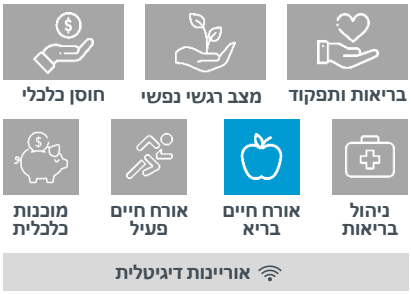 בריאות ותפקוד
מצב רגשי נפשי
חוסן כלכלי
ניהול
בריאות
אורח חיים
בריא
אורח חיים
פעיל
מוכנות
כלכלית
אוריינות דיגיטלית